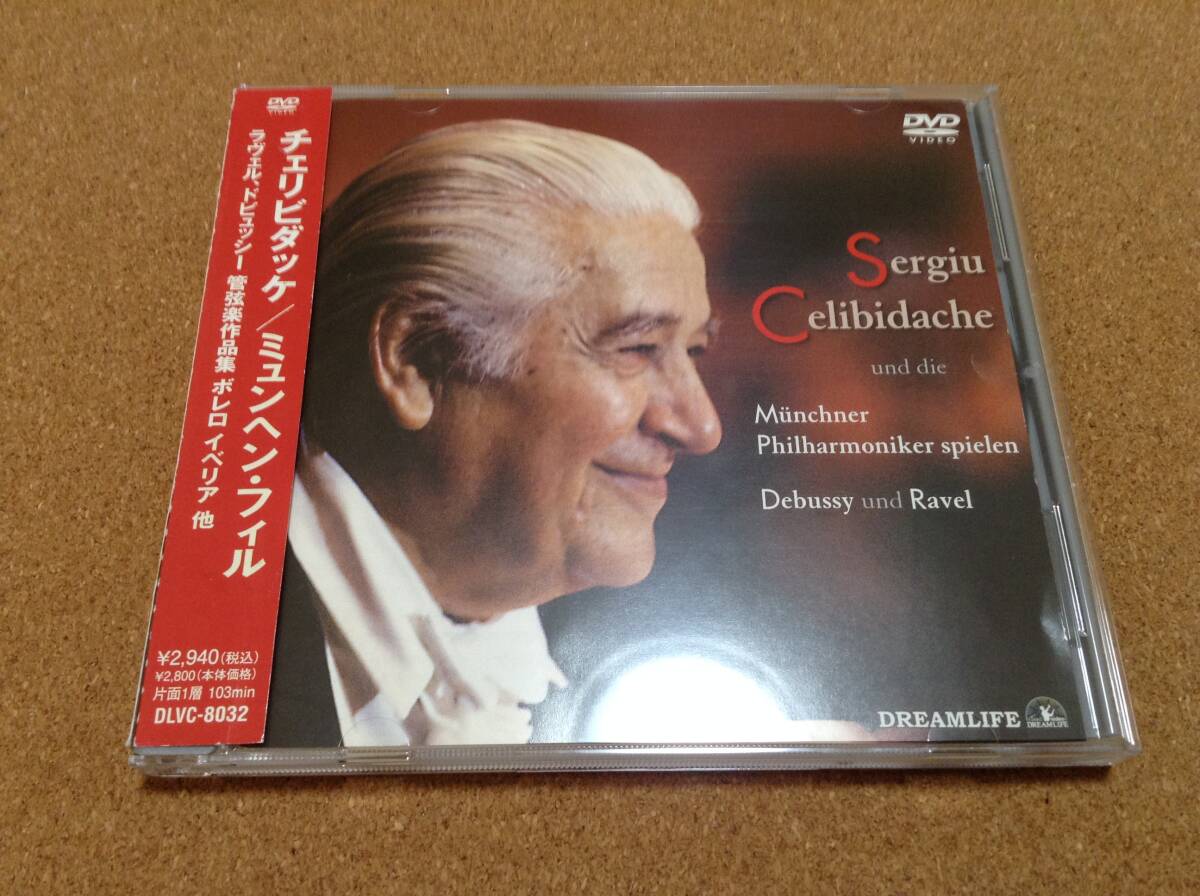 DVD
VIDEO
チェリビダッケ／ミュンヘン・フィル
ラヴェル、ドビュッシー 管弦楽作品集 ボレロ イベリア 他
¥2,940(税込)
¥2,800(本体価格)
片面1層 103min
DLVC-8032
DVD
VIDEO
Sergiu
Celibidache
und die
Münchner
Philharmoniker spielen
Debussy und Ravel
DREAMLIFE
DREAMLIFE